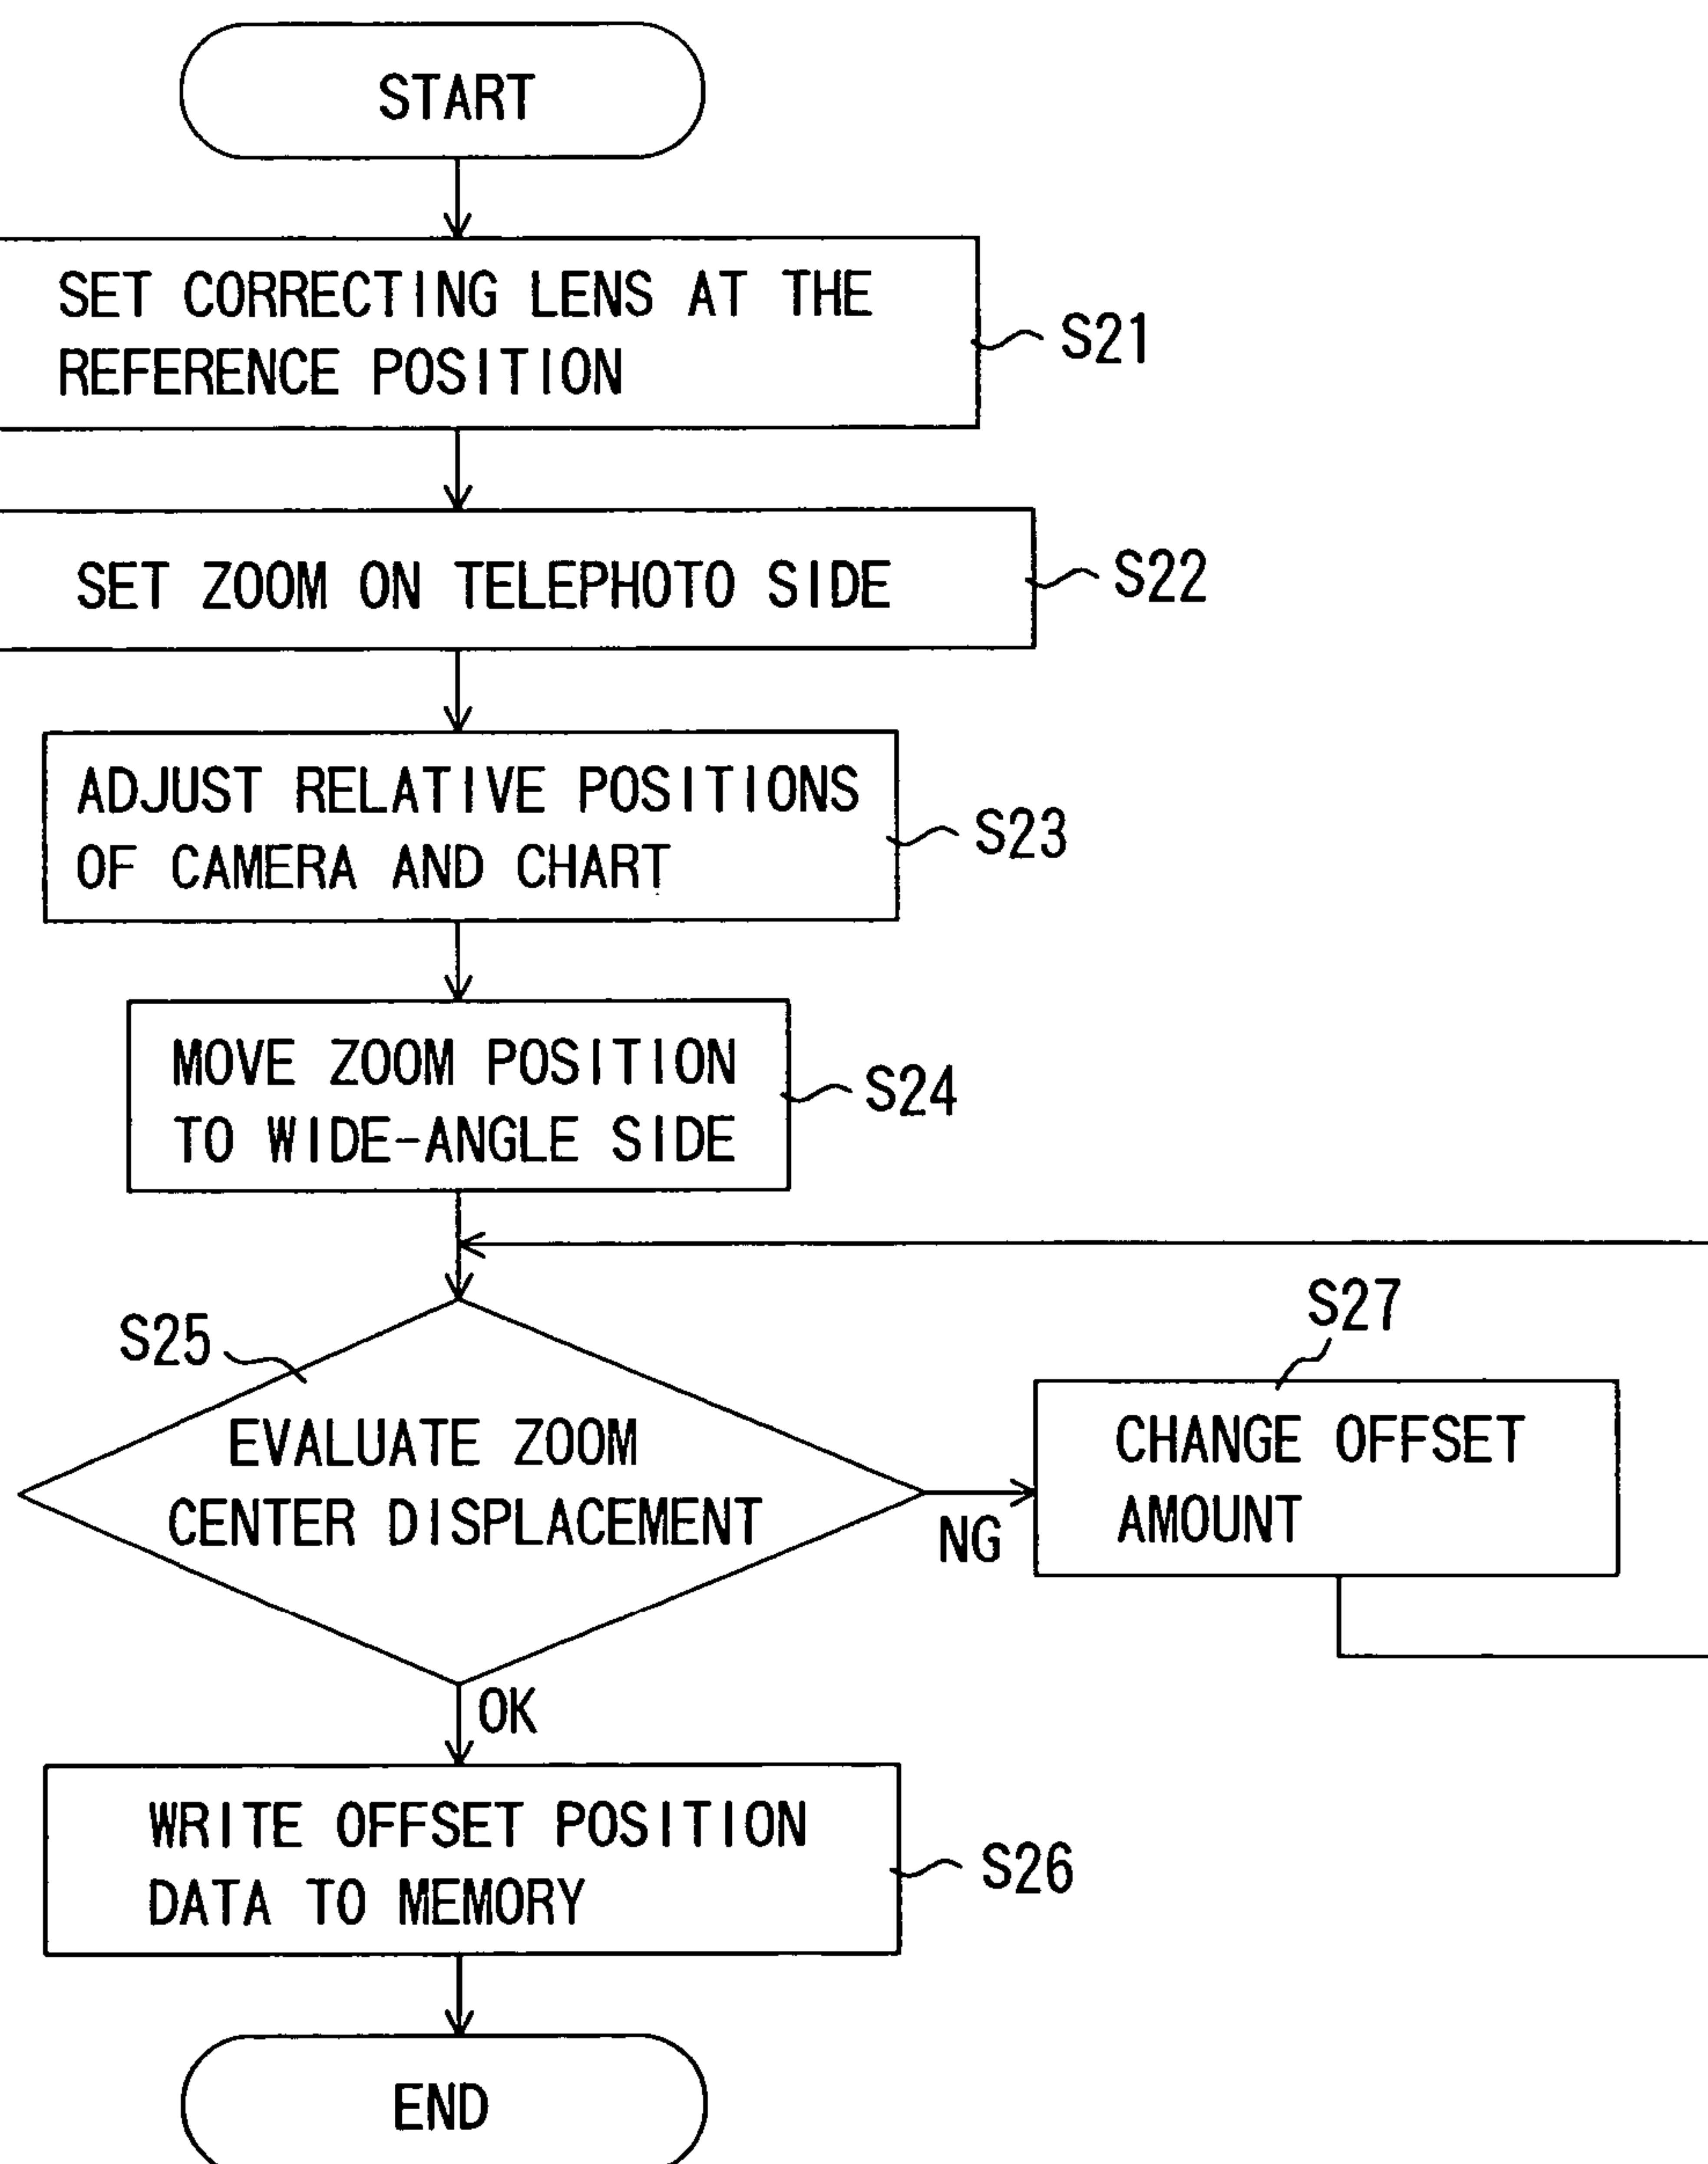 START
SET CORRECTING LENS AT THE
REFERENCE POSITION
S21
SET ZOOM ON TELEPHOTO SIDE
S22
ADJUST RELATIVE POSITIONS
OF CAMERA AND CHART
S23
MOVE ZOOM POSITION
TO WIDE-ANGLE SIDE
S24
S25
EVALUATE ZOOM
CENTER DISPLACEMENT
NG
S27
CHANGE OFFSET
AMOUNT
OK
WRITE OFFSET POSITION
DATA TO MEMORY
S26
END